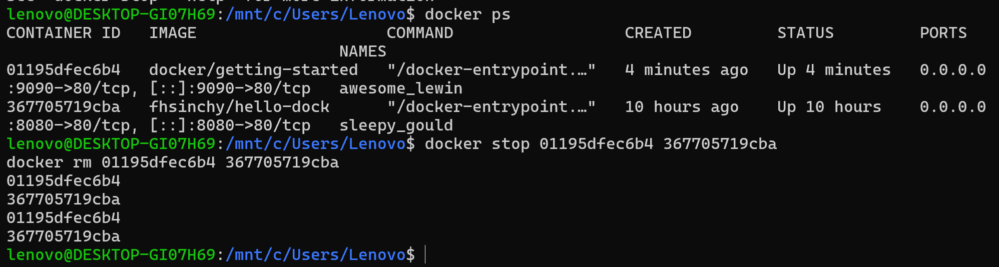 lenovo@DESKTOP-GI07H69:/mnt/c/Users/Lenovo$ docker ps
CONTAINER ID   IMAGE                    COMMAND                  CREATED         STATUS         PORTS
                                   NAMES
01195dfec6b4   docker/getting-started   "/docker-entrypoint.…"   4 minutes ago   Up 4 minutes   0.0.0.0
:9090->80/tcp, [::]:9090->80/tcp   awesome_lewin
367705719cba   fhsinchy/hello-dock      "/docker-entrypoint.…"   10 hours ago    Up 10 hours    0.0.0.0
:8080->80/tcp, [::]:8080->80/tcp   sleepy_gould
lenovo@DESKTOP-GI07H69:/mnt/c/Users/Lenovo$ docker stop 01195dfec6b4 367705719cba
docker rm 01195dfec6b4 367705719cba
01195dfec6b4
367705719cba
01195dfec6b4
367705719cba
lenovo@DESKTOP-GI07H69:/mnt/c/Users/Lenovo$